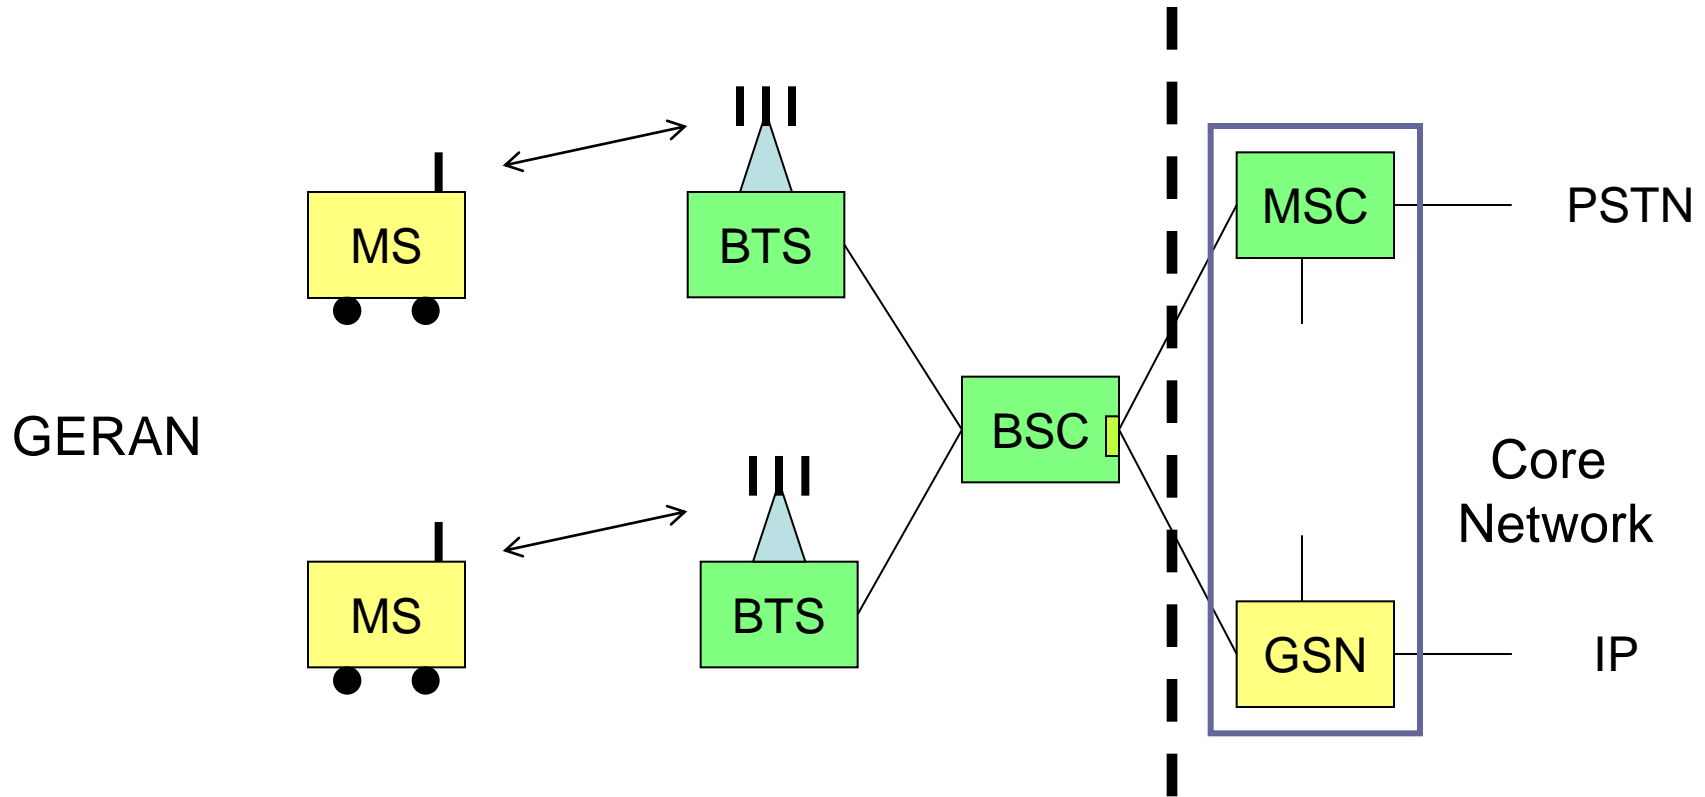 GERAN
MS
BTS
MS
BTS
BSC
MSC
PSTN
Core
Network
GSN
IP